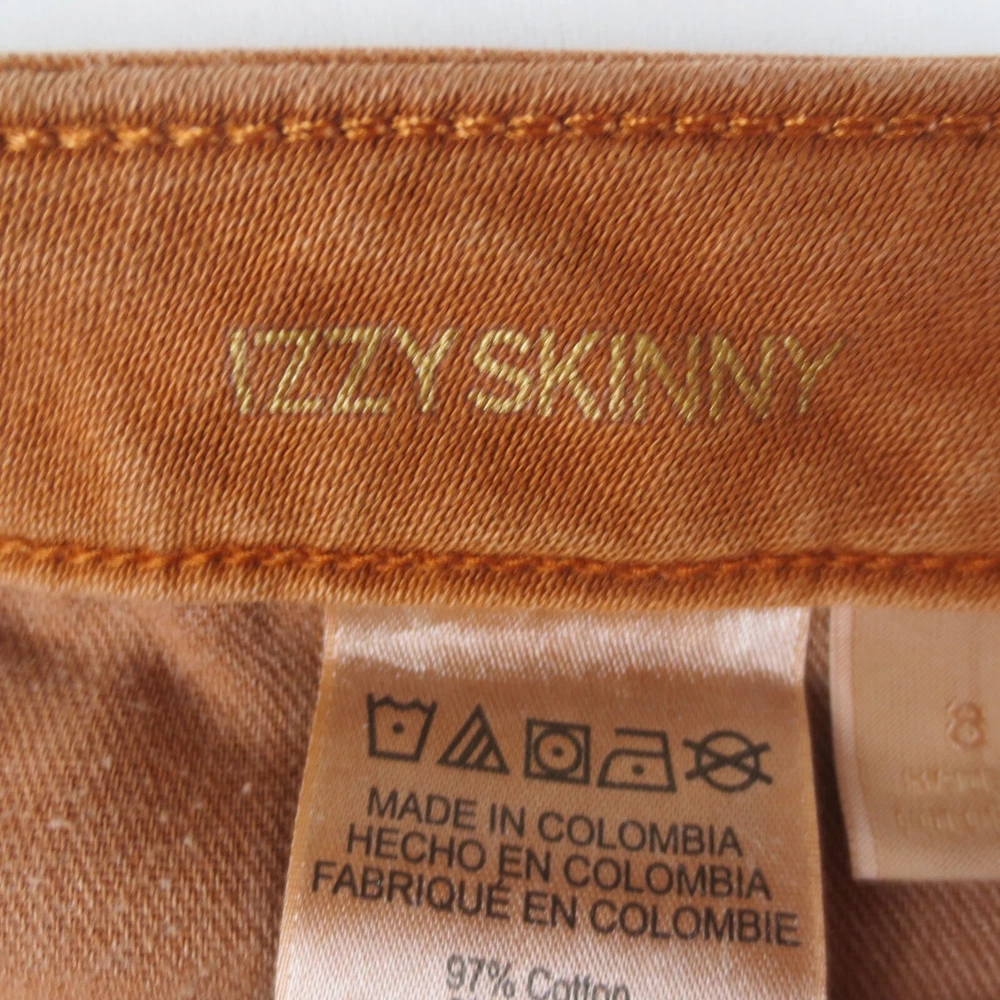 IZZY SKINNY
8
MADE IN COLOMBIA
HECHO EN COLOMBIA
FABRIQUÉ EN COLOMBIE
97% Cotton